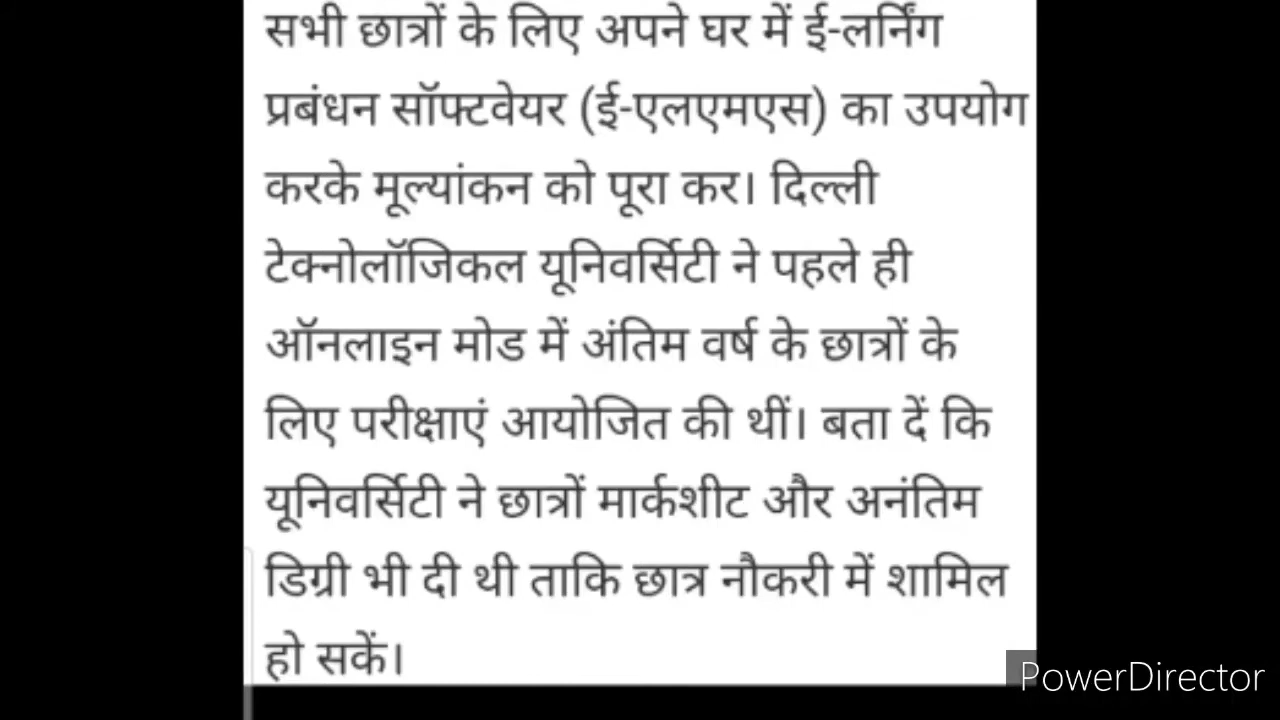 सभी छात्रों के लिए अपने घर में ई-लर्निंग
प्रबंधन सॉफ्टवेयर (ई-एलएमएस) का उपयोग
करके मूल्यांकन को पूरा कर। दिल्ली
टेक्नोलॉजिकल यूनिवर्सिटी ने पहले ही
ऑनलाइन मोड में अंतिम वर्ष के छात्रों के
लिए परीक्षाएं आयोजित की थीं। बता दें कि
यूनिवर्सिटी ने छात्रों मार्कशीट और अनंतिम
डिग्री भी दी थी ताकि छात्र नौकरी में शामिल
हो सकें।
PowerDirector